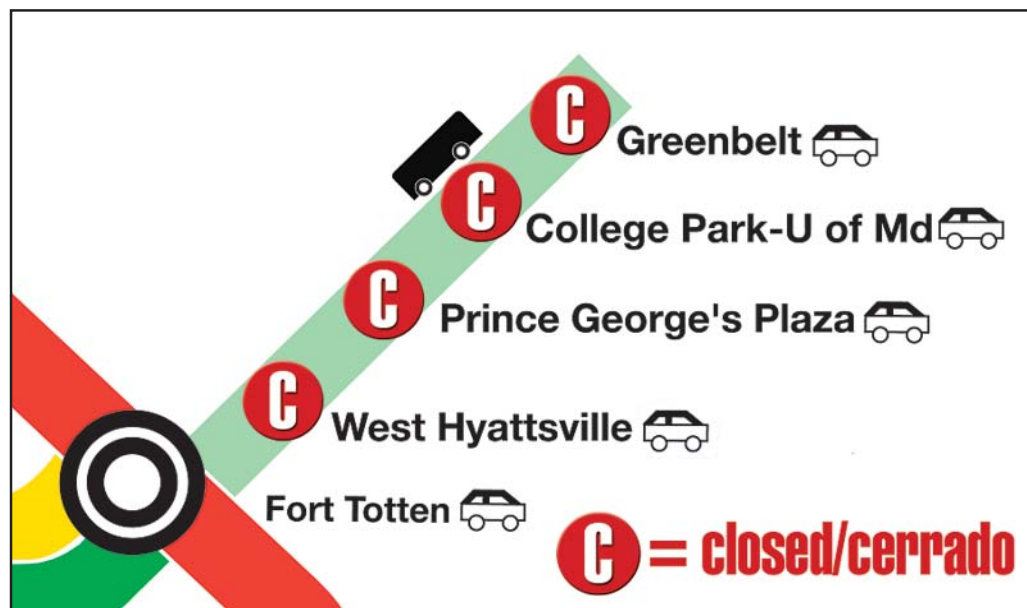 C
Greenbelt
C
College Park-U of Md
C
Prince George's Plaza
C
West Hyattsville
Fort Totten
C = closed/cerrado